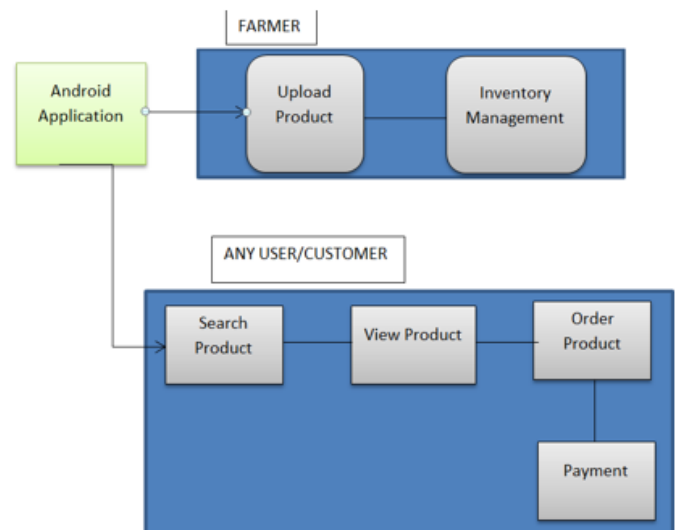 FARMER
Android
Application
Upload
Product
Inventory
Management
ANY USER/CUSTOMER
Search
Product
View Product
Order
Product
Payment